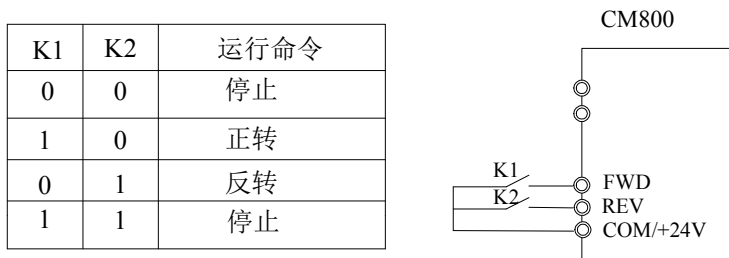 K1 K2 运行命令
0 0 停止
1 0 正转
0 1 反转
1 1 停止
CM800
K1
FWD
K2
REV
COM/+24V